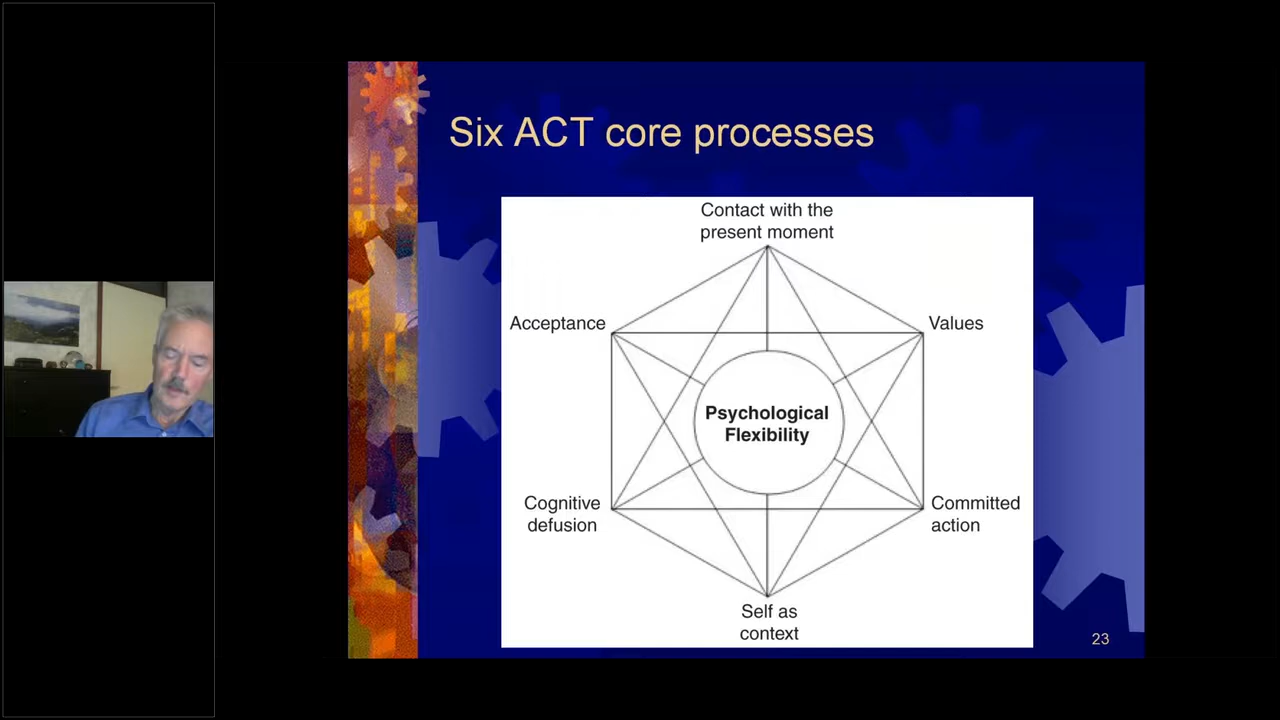 Six ACT core processes
Contact with the
present moment
Acceptance
Values
Psychological
Flexibility
Cognitive
defusion
Committed
action
Self as
context
23